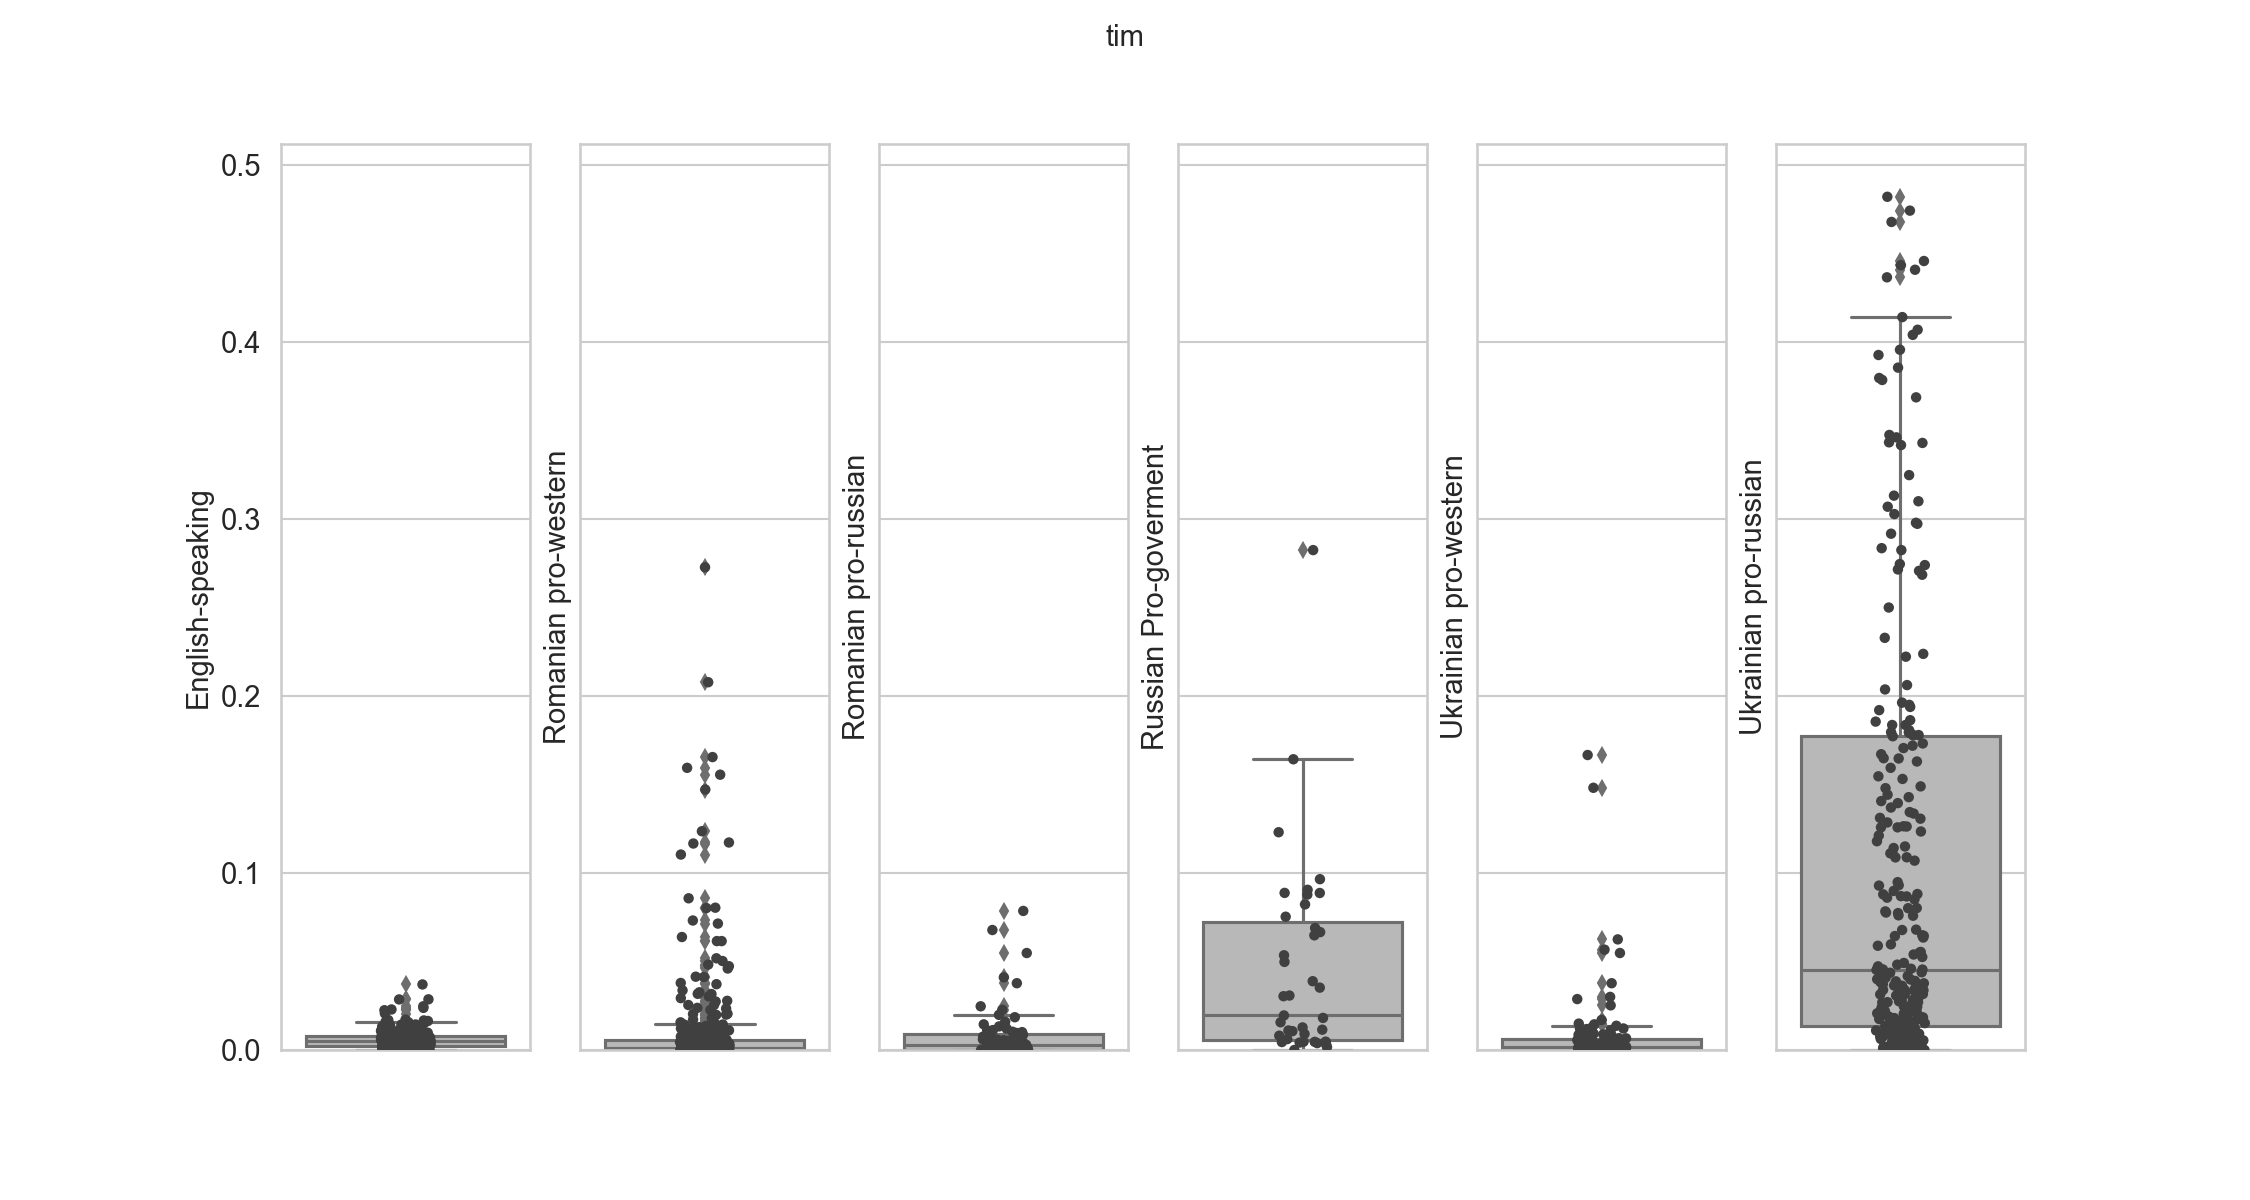 tim
0.5
0.4
0.3
0.2
0.1
0.0
English-speaking
Romanian pro-western
Romanian pro-russian
Russian Pro-goverment
Ukrainian pro-western
Ukrainian pro-russian